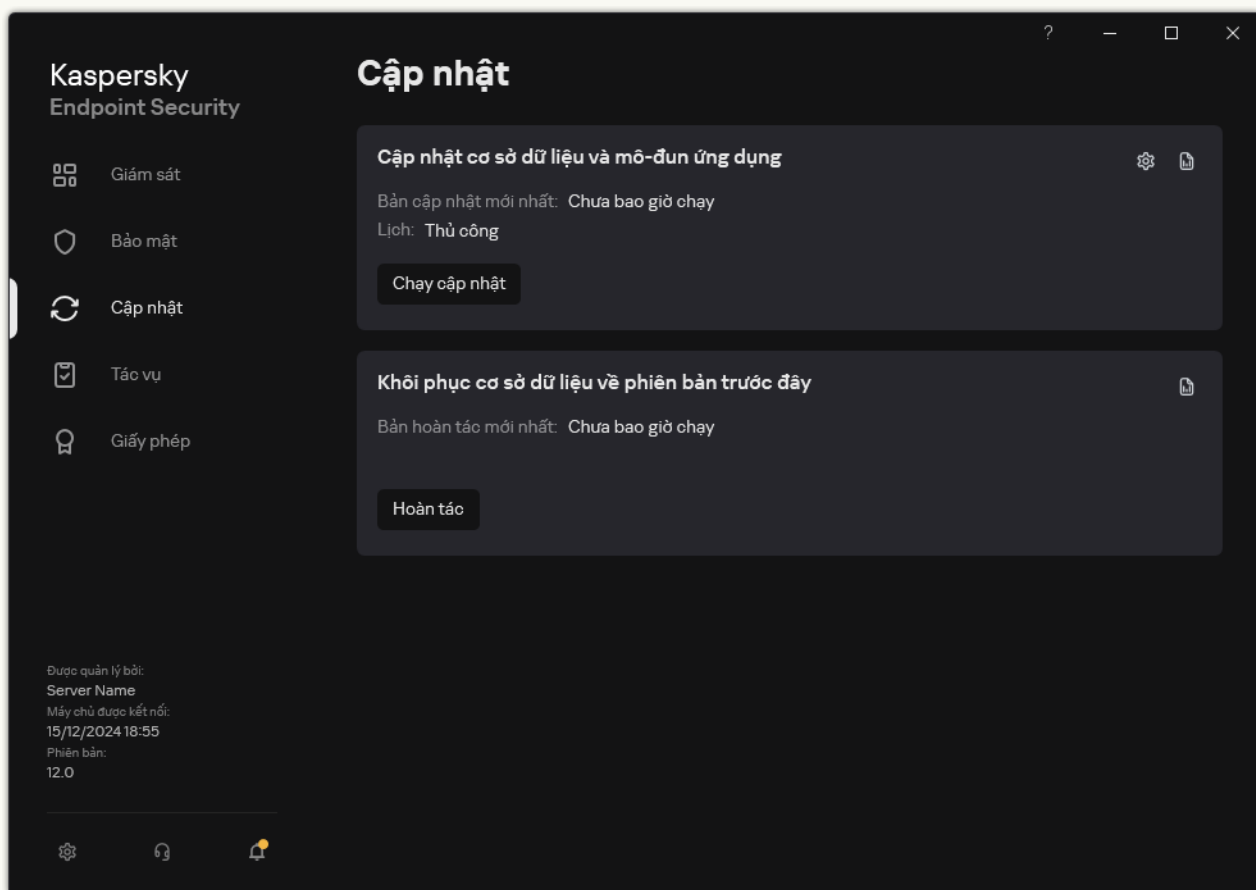 ?
Kaspersky
Endpoint Security
Giám sát
Bảo mật
Cập nhật
Tác vụ
Giấy phép
Được quản lý bởi:
Server Name
Máy chủ được kết nối:
15/12/2024 18:55
Phiên bản:
12.0
Cập nhật
Cập nhật cơ sở dữ liệu và mô-đun ứng dụng
Bản cập nhật mới nhất: Chưa bao giờ chạy
Lịch: Thủ công
Chạy cập nhật
Khôi phục cơ sở dữ liệu về phiên bản trước đây
Bản hoàn tác mới nhất: Chưa bao giờ chạy
Hoàn tác